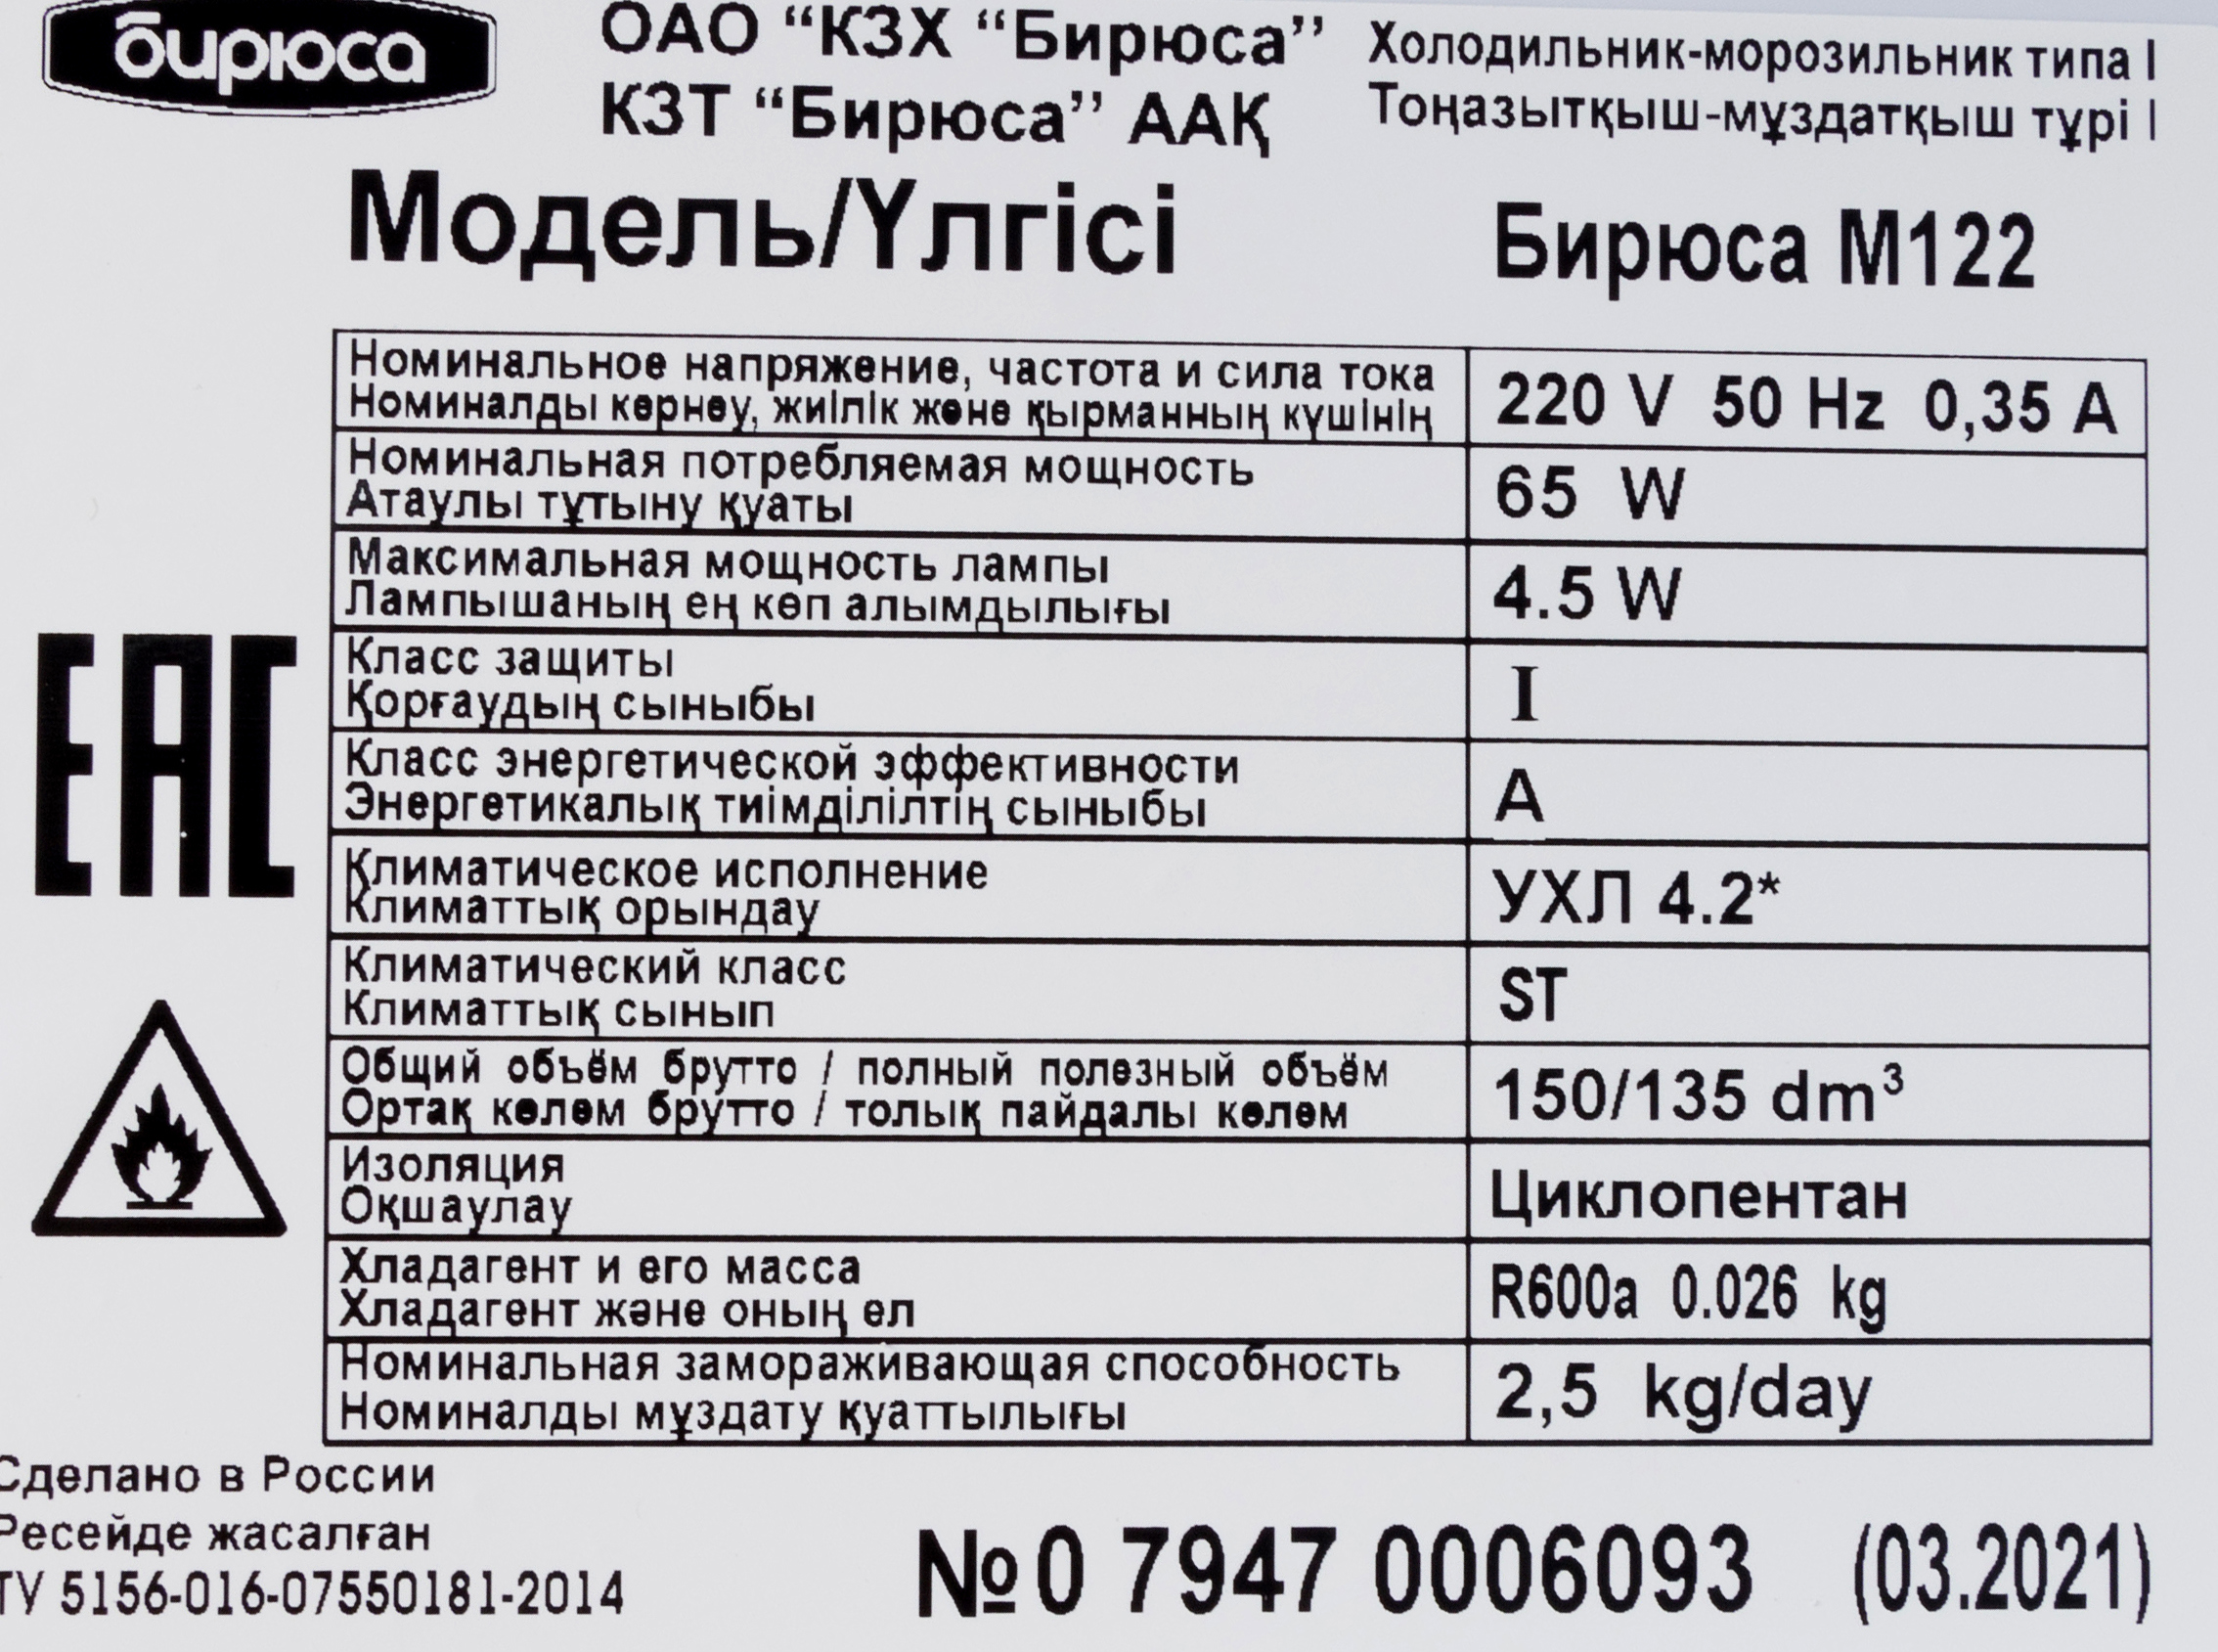 бирюса
ОАО “КЗХ “Бирюса”
КЗТ “Бирюса” ААҚ
Холодильник-морозильник типа I
Тоңазытқыш-мұздатқыш түрі I
Модель/Үлгісі Бирюса М122
Номинальное напряжение, частота и сила тока
Номиналды көрнеу, жиілік және қырманның күшінің
220 V 50 Hz 0,35 A
Номинальная потребляемая мощность
Атаулы тұтыну қуаты
65 W
Максимальная мощность лампы
Лампышаның ең көп алымдылығы
4.5 W
Класс защиты
Қорғаудың сыныбы
I
Класс энергетической эффективности
Энергетикалық тиімділілтің сыныбы
A
Климатическое исполнение
Климаттық орындау
УХЛ 4.2*
Климатический класс
Климаттық сынып
ST
Общий объём брутто / полный полезный объём
Ортақ көлем брутто / толық пайдалы көлем
150/135 dm³
Изоляция
Оқшаулау
Циклопентан
Хладагент и его масса
Хладагент және оның ел
R600a 0.026 kg
Номинальная замораживающая способность
Номиналды мұздату қуаттылығы
2,5 kg/day
EAC
Сделано в России
Ресейде жасалған
ТУ 5156-016-07550181-2014
№0 7947 0006093 (03.2021)